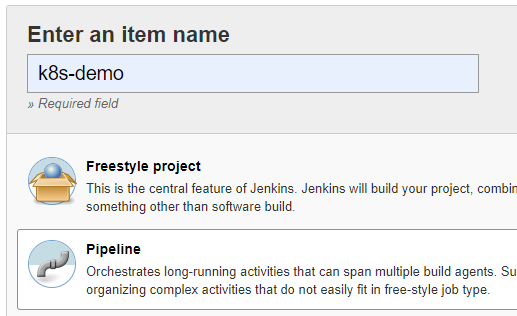 Enter an item name
k8s-demo
» Required field
Freestyle project
This is the central feature of Jenkins. Jenkins will build your project, combin
something other than software build.
Pipeline
Orchestrates long-running activities that can span multiple build agents. Su
organizing complex activities that do not easily fit in free-style job type.